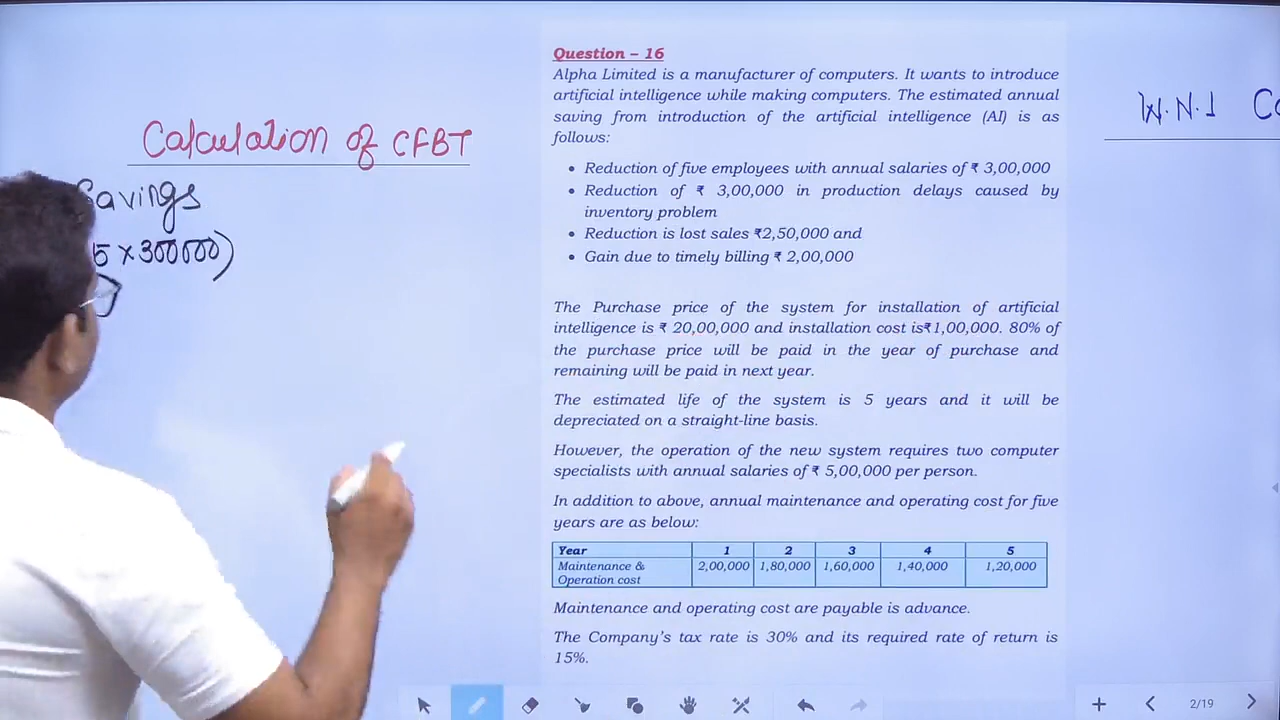 Calculation of CFBT
Savings
5 x 300000)
Question – 16
Alpha Limited is a manufacturer of computers. It wants to introduce
artificial intelligence while making computers. The estimated annual
saving from introduction of the artificial intelligence (AI) is as
follows:
• Reduction of five employees with annual salaries of ₹ 3,00,000
• Reduction of ₹ 3,00,000 in production delays caused by
inventory problem
• Reduction is lost sales ₹2,50,000 and
• Gain due to timely billing ₹ 2,00,000
The Purchase price of the system for installation of artificial
intelligence is ₹ 20,00,000 and installation cost is₹1,00,000. 80% of
the purchase price will be paid in the year of purchase and
remaining will be paid in next year.
The estimated life of the system is 5 years and it will be
depreciated on a straight-line basis.
However, the operation of the new system requires two computer
specialists with annual salaries of ₹ 5,00,000 per person.
In addition to above, annual maintenance and operating cost for five
years are as below:
Year 1 2 3 4 5
Maintenance & 2,00,000 1,80,000 1,60,000 1,40,000 1,20,000
Operation cost
Maintenance and operating cost are payable is advance.
The Company's tax rate is 30% and its required rate of return is
15%.
W.N.1
2/19